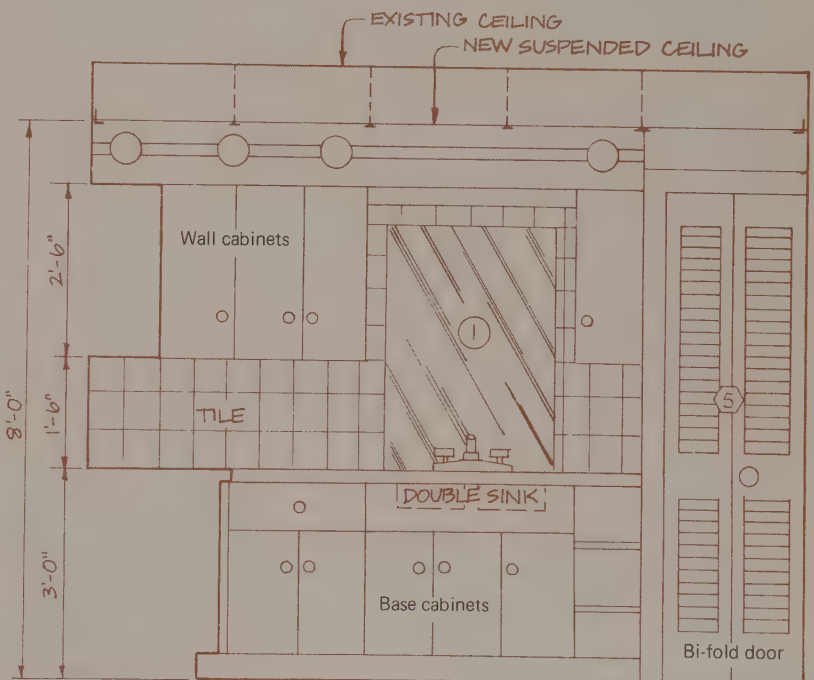 EXISTING CEILING
NEW SUSPENDED CEILING
Wall cabinets
2'-6"
1
8'-0"
1'-6"
TILE
5
DOUBLE SINK
3'-0"
Base cabinets
Bi-fold door